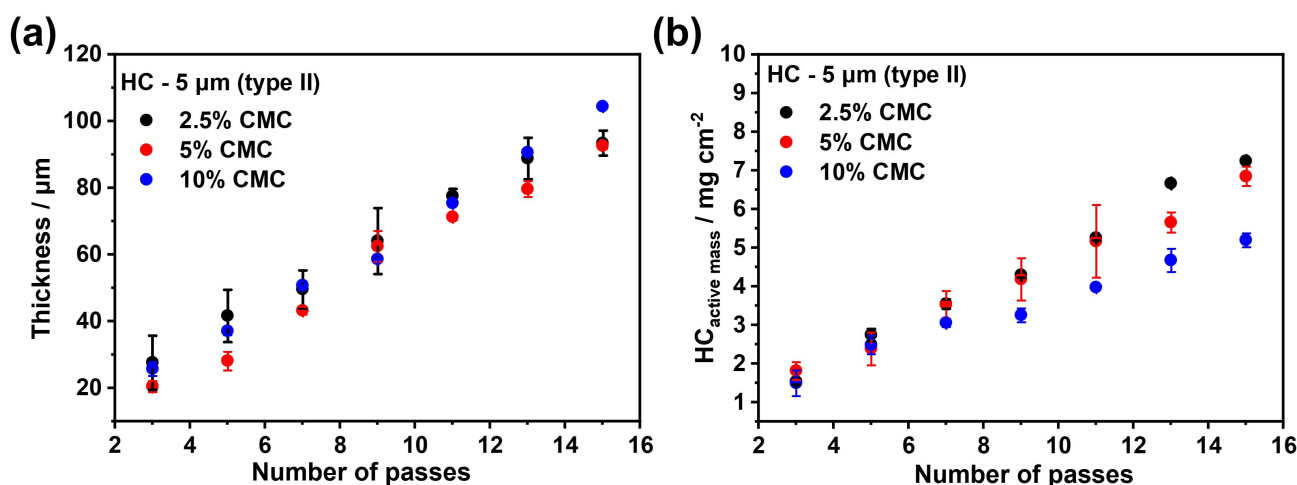 (a)
120
100
80
60
40
20
Thickness / µm
HC - 5 µm (type II)
2.5% CMC
5% CMC
10% CMC
2 4 6 8 10 12 14 16
Number of passes
(b)
10
9
8
7
6
5
4
3
2
1
HCactive mass / mg cm-2
HC - 5 µm (type II)
2.5% CMC
5% CMC
10% CMC
2 4 6 8 10 12 14 16
Number of passes